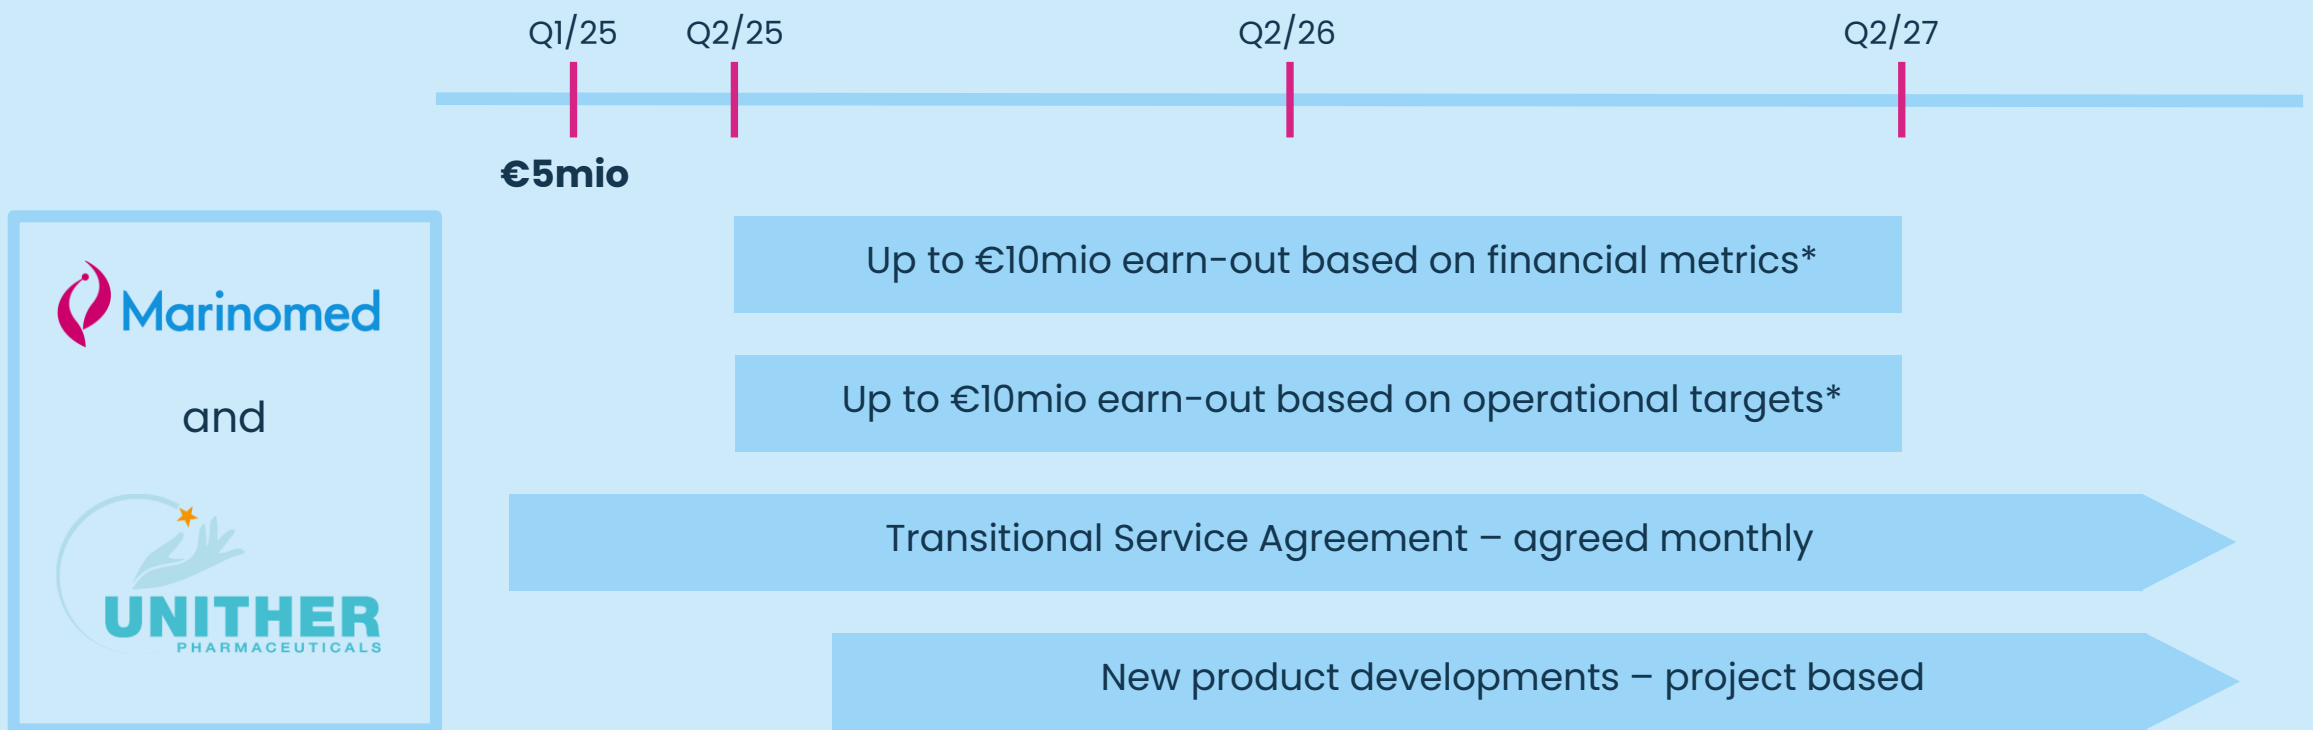 Q1/25 Q2/25 Q2/26 Q2/27
€5mio
Up to €10mio earn-out based on financial metrics*
Marinomed
Up to €10mio earn-out based on operational targets*
and
Transitional Service Agreement – agreed monthly
UNITHER
PHARMACEUTICALS
New product developments – project based